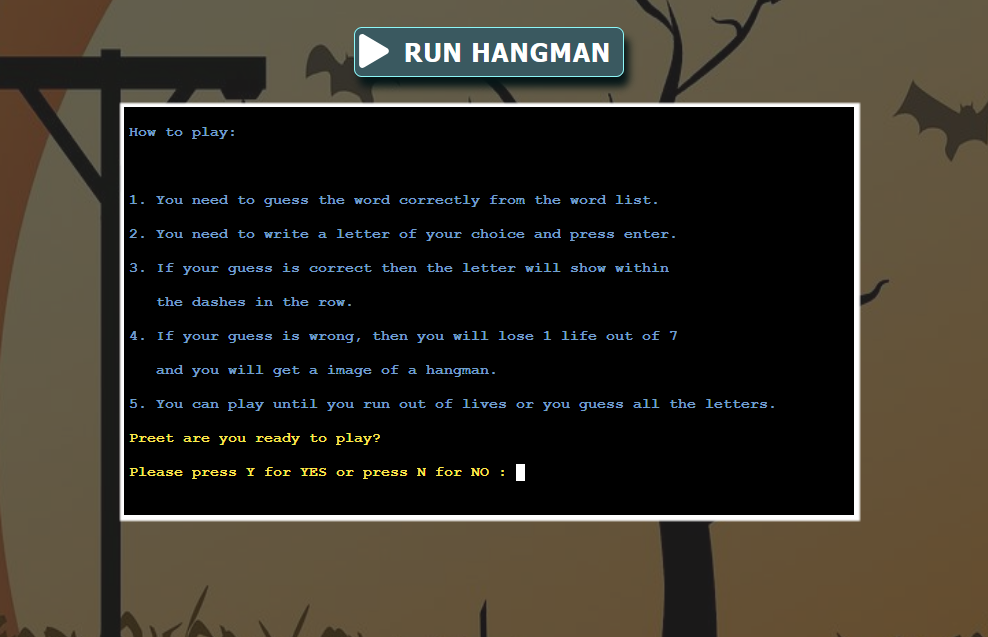 RUN HANGMAN
How to play:
1. You need to guess the word correctly from the word list.
2. You need to write a letter of your choice and press enter.
3. If your guess is correct then the letter will show within
the dashes in the row.
4. If your guess is wrong, then you will lose 1 life out of 7
and you will get a image of a hangman.
5. You can play until you run out of lives or you guess all the letters.
Preet are you ready to play?
Please press Y for YES or press N for NO :